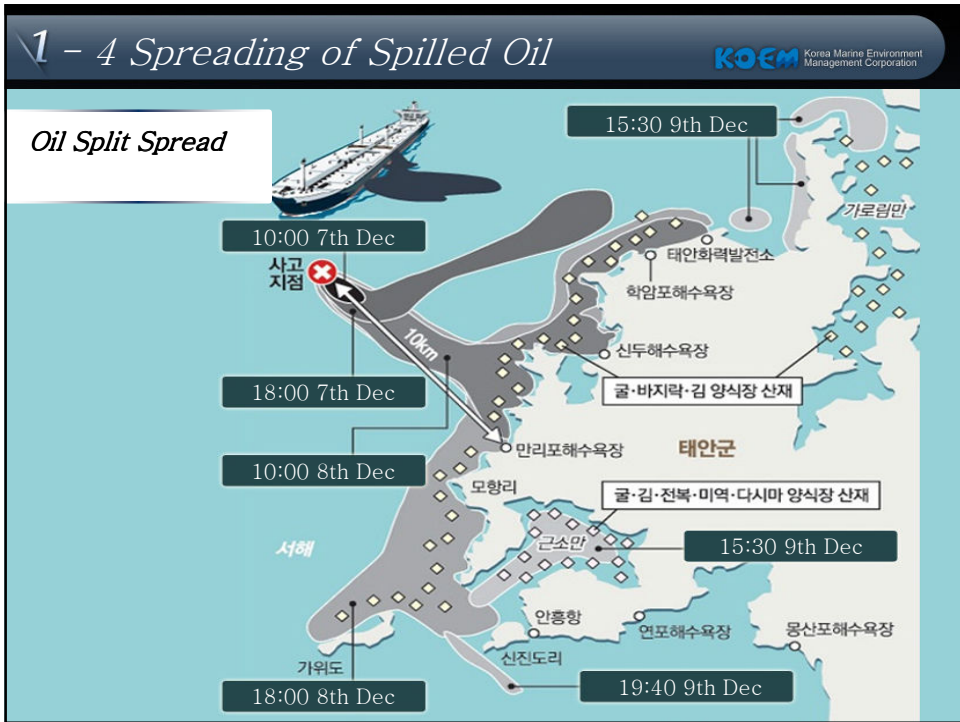 1 - 4 Spreading of Spilled Oil
KOEM Korea Marine Environment
Management Corporation
Oil Split Spread
15:30 9th Dec
10:00 7th Dec
가로림만
사고
지점
태안화력발전소
학암포해수욕장
10km
신두해수욕장
18:00 7th Dec
굴·바지락·김 양식장 산재
만리포해수욕장
태안군
10:00 8th Dec
모항리
굴·김·전복·미역·다시마 양식장 산재
서해
근소만
15:30 9th Dec
안흥항
연포해수욕장
몽산포해수욕장
신진도리
가위도
18:00 8th Dec
19:40 9th Dec